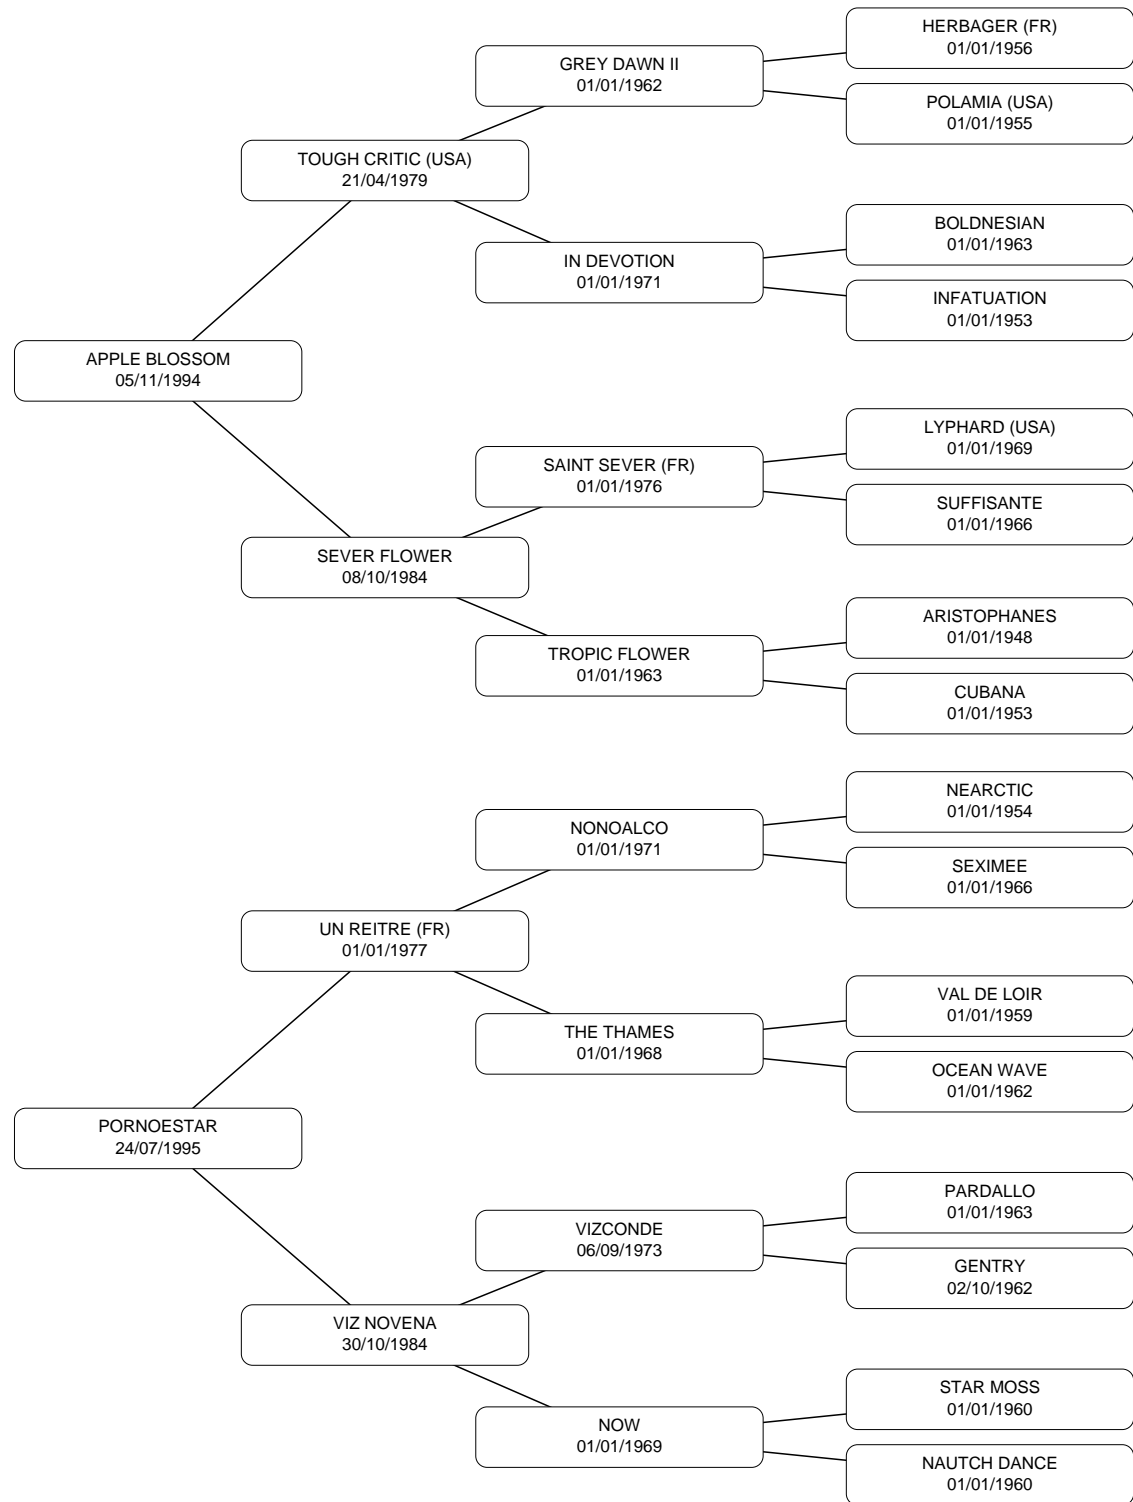 HERBAGER (FR)
01/01/1956
GREY DAWN II
01/01/1962
POLAMIA (USA)
01/01/1955
TOUGH CRITIC (USA)
21/04/1979
BOLDNESIAN
01/01/1963
IN DEVOTION
01/01/1971
INFATUATION
01/01/1953
APPLE BLOSSOM
05/11/1994
LYPHARD (USA)
01/01/1969
SAINT SEVER (FR)
01/01/1976
SUFFISANTE
01/01/1966
SEVER FLOWER
08/10/1984
ARISTOPHANES
01/01/1948
TROPIC FLOWER
01/01/1963
CUBANA
01/01/1953
NEARCTIC
01/01/1954
NONOALCO
01/01/1971
SEXIMEE
01/01/1966
UN REITRE (FR)
01/01/1977
VAL DE LOIR
01/01/1959
THE THAMES
01/01/1968
OCEAN WAVE
01/01/1962
PORNOESTAR
24/07/1995
PARDALLO
01/01/1963
VIZCONDE
06/09/1973
GENTRY
02/10/1962
VIZ NOVENA
30/10/1984
STAR MOSS
01/01/1960
NOW
01/01/1969
NAUTCH DANCE
01/01/1960